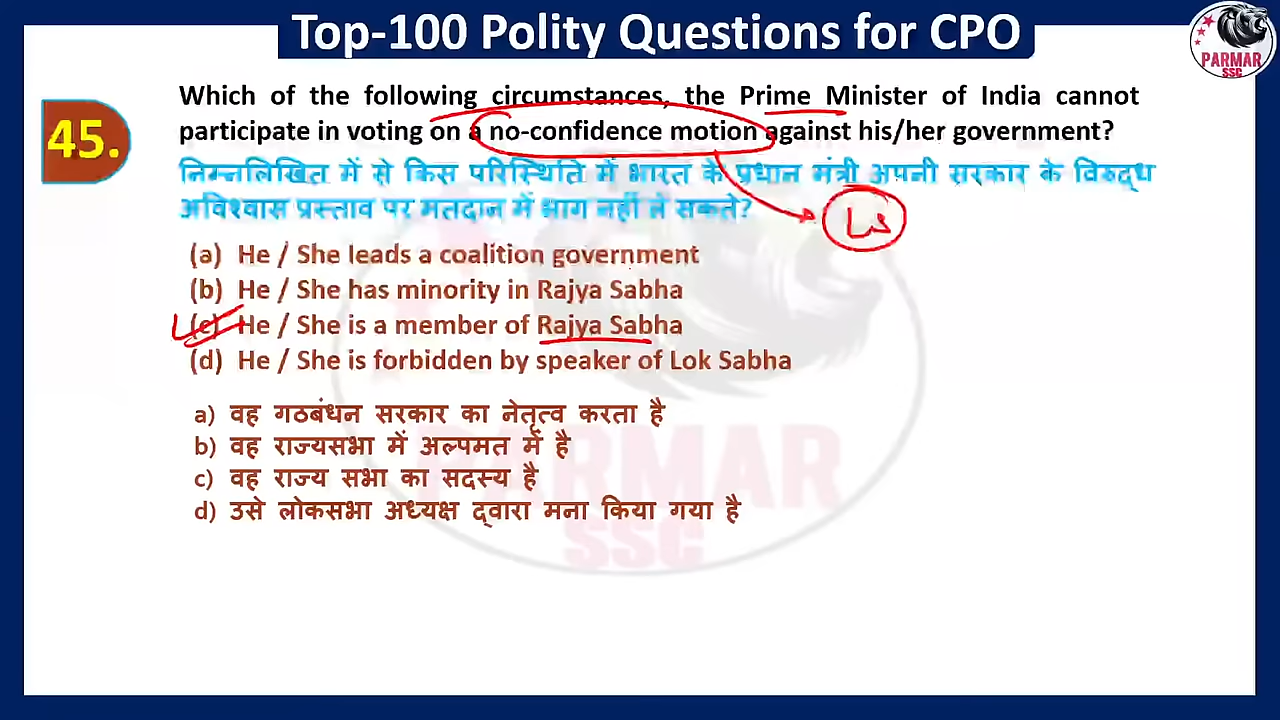 Top-100 Polity Questions for CPO
PARMAR
SSC
45.
Which of the following circumstances, the Prime Minister of India cannot
participate in voting on a no-confidence motion against his/her government?
निम्नलिखित में से किस परिस्थिति में भारत के प्रधान मंत्री अपनी सरकार के विरुद्ध
अविश्वास प्रस्ताव पर मतदान में भाग नहीं ले सकते?
LS
(a) He / She leads a coalition government
(b) He / She has minority in Rajya Sabha
(c) He / She is a member of Rajya Sabha
(d) He / She is forbidden by speaker of Lok Sabha
a) वह गठबंधन सरकार का नेतृत्व करता है
b) वह राज्यसभा में अल्पमत में है
c) वह राज्य सभा का सदस्य है
d) उसे लोकसभा अध्यक्ष द्वारा मना किया गया है
PARMAR
SSC